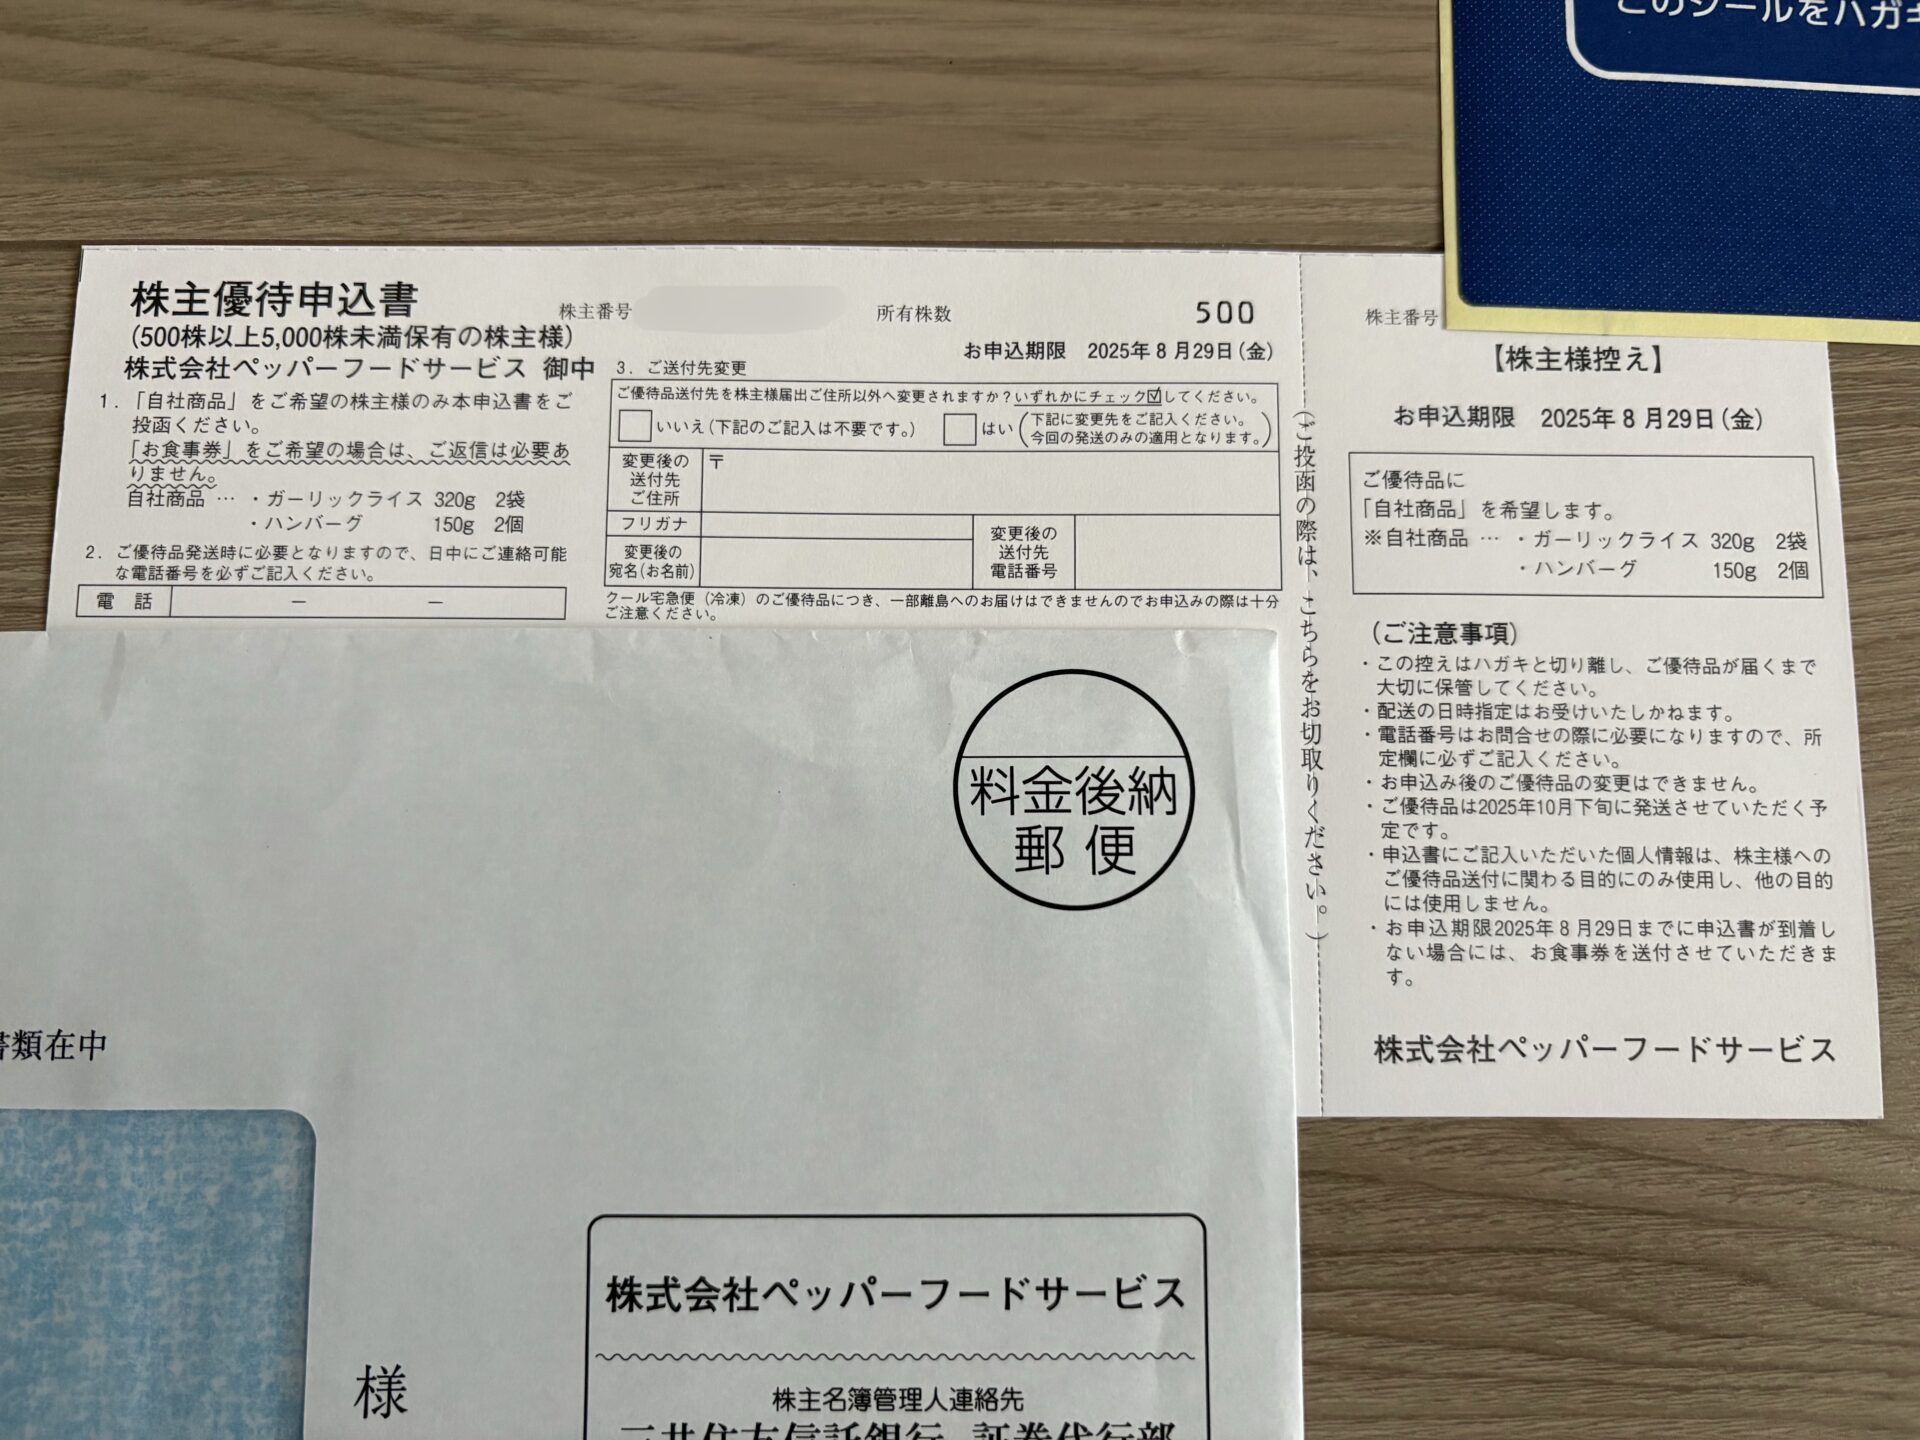 このシールをハガキ
株主優待申込書
(500株以上5,000株未満保有の株主様)
株式会社ペッパーフードサービス 御中
株主番号
所有株数 500
お申込期限 2025年8月29日(金)
1.「自社商品」をご希望の株主様のみ本申込書をご
投函ください。
「お食事券」をご希望の場合は、ご返信は必要あ
りません。
自社商品 … ・ガーリックライス 320g 2袋
・ハンバーグ 150g 2個
2.ご優待品発送時に必要となりますので、日中にご連絡可能
な電話番号を必ずご記入ください。
電 話 － －
3.ご送付先変更
ご優待品送付先を株主様届出ご住所以外へ変更されますか？いずれかにチェック☑してください。
□いいえ(下記のご記入は不要です。)
□はい(下記に変更先をご記入ください。
今回の発送のみの適用となります。)
変更後の
送付先
ご住所
〒
フリガナ
変更後の
宛名(お名前)
変更後の
送付先
電話番号
クール宅急便（冷凍）のご優待品につき、一部離島へのお届けはできませんのでお申込みの際は十分
ご注意ください。
(ご投函の際は、こちらをお切取りください。)
株主番号
【株主様控え】
お申込期限 2025年8月29日(金)
ご優待品に
「自社商品」を希望します。
※自社商品 … ・ガーリックライス 320g 2袋
・ハンバーグ 150g 2個
(ご注意事項)
・この控えはハガキと切り離し、ご優待品が届くまで
大切に保管してください。
・配送の日時指定はお受けいたしかねます。
・電話番号はお問合せの際に必要になりますので、所
定欄に必ずご記入ください。
・お申込み後のご優待品の変更はできません。
・ご優待品は2025年10月下旬に発送させていただく予
定です。
・申込書にご記入いただいた個人情報は、株主様への
ご優待品送付に関わる目的にのみ使用し、他の目的
には使用しません。
・お申込期限2025年8月29日までに申込書が到着し
ない場合には、お食事券を送付させていただきま
す。
株式会社ペッパーフードサービス
料金後納
郵便
書類在中
様
株式会社ペッパーフードサービス
株主名簿管理人連絡先
三井住友信託銀行 証券代行部